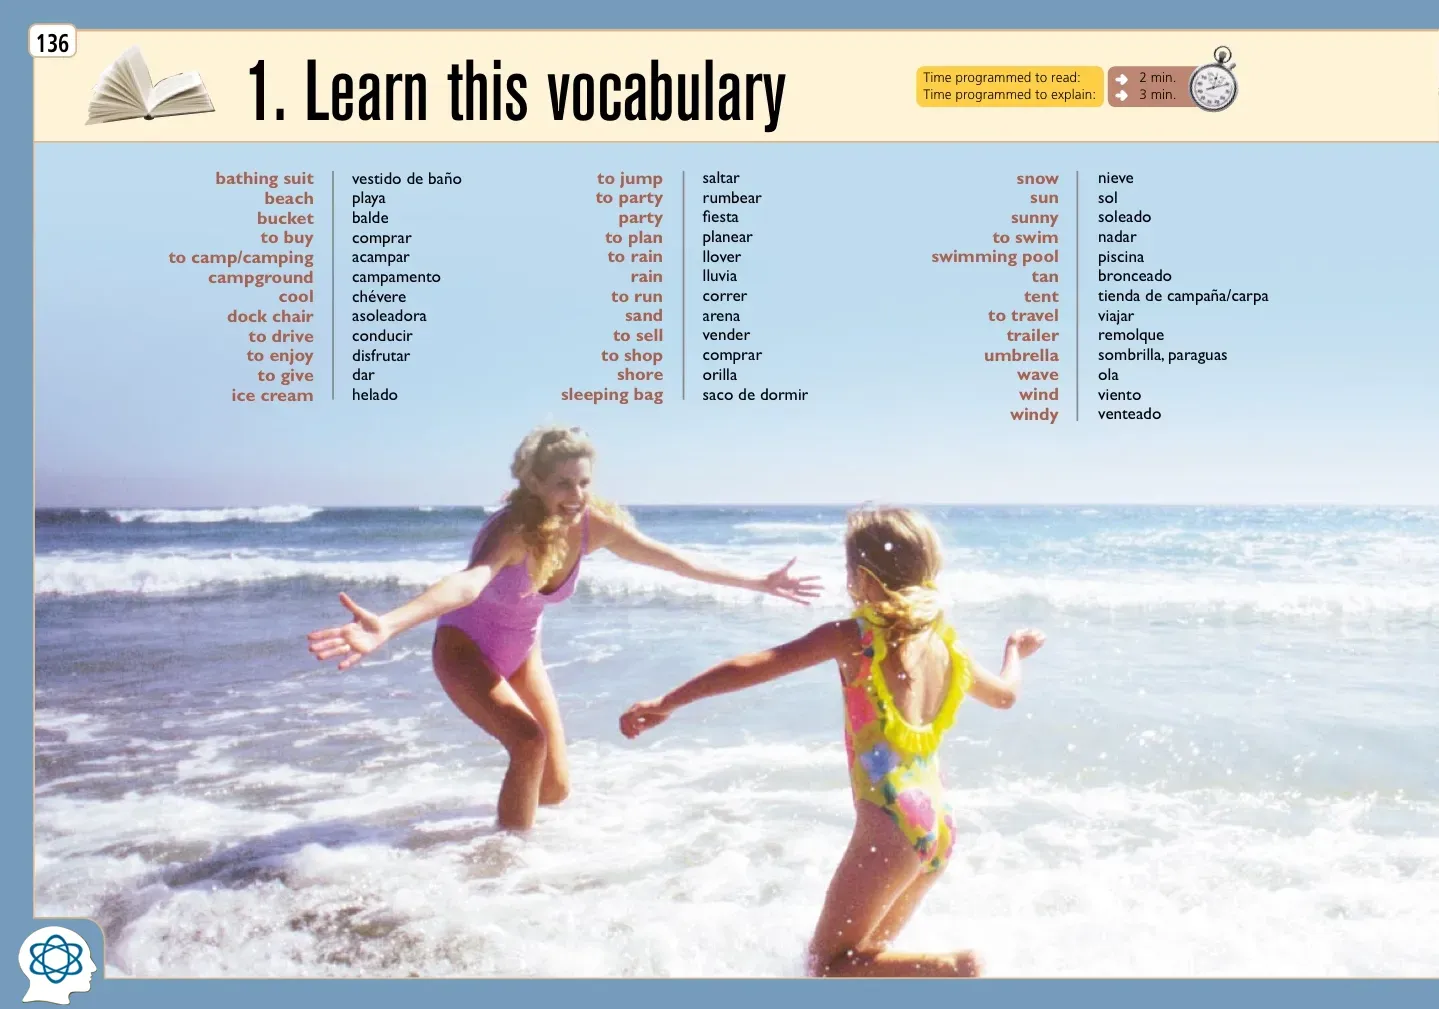 136
1. Learn this vocabulary
Time programmed to read: 2 min.
Time programmed to explain: 3 min.
bathing suit vestido de baño
beach playa
bucket balde
to buy comprar
to camp/camping acampar
campground campamento
cool chévere
dock chair asoleadora
to drive conducir
to enjoy disfrutar
to give dar
ice cream helado
to jump saltar
to party rumbear
party fiesta
to plan planear
to rain llover
rain lluvia
to run correr
sand arena
to sell vender
to shop comprar
shore orilla
sleeping bag saco de dormir
snow nieve
sun sol
sunny soleado
to swim nadar
swimming pool piscina
tan bronceado
tent tienda de campaña/carpa
to travel viajar
trailer remolque
umbrella sombrilla, paraguas
wave ola
wind viento
windy venteado